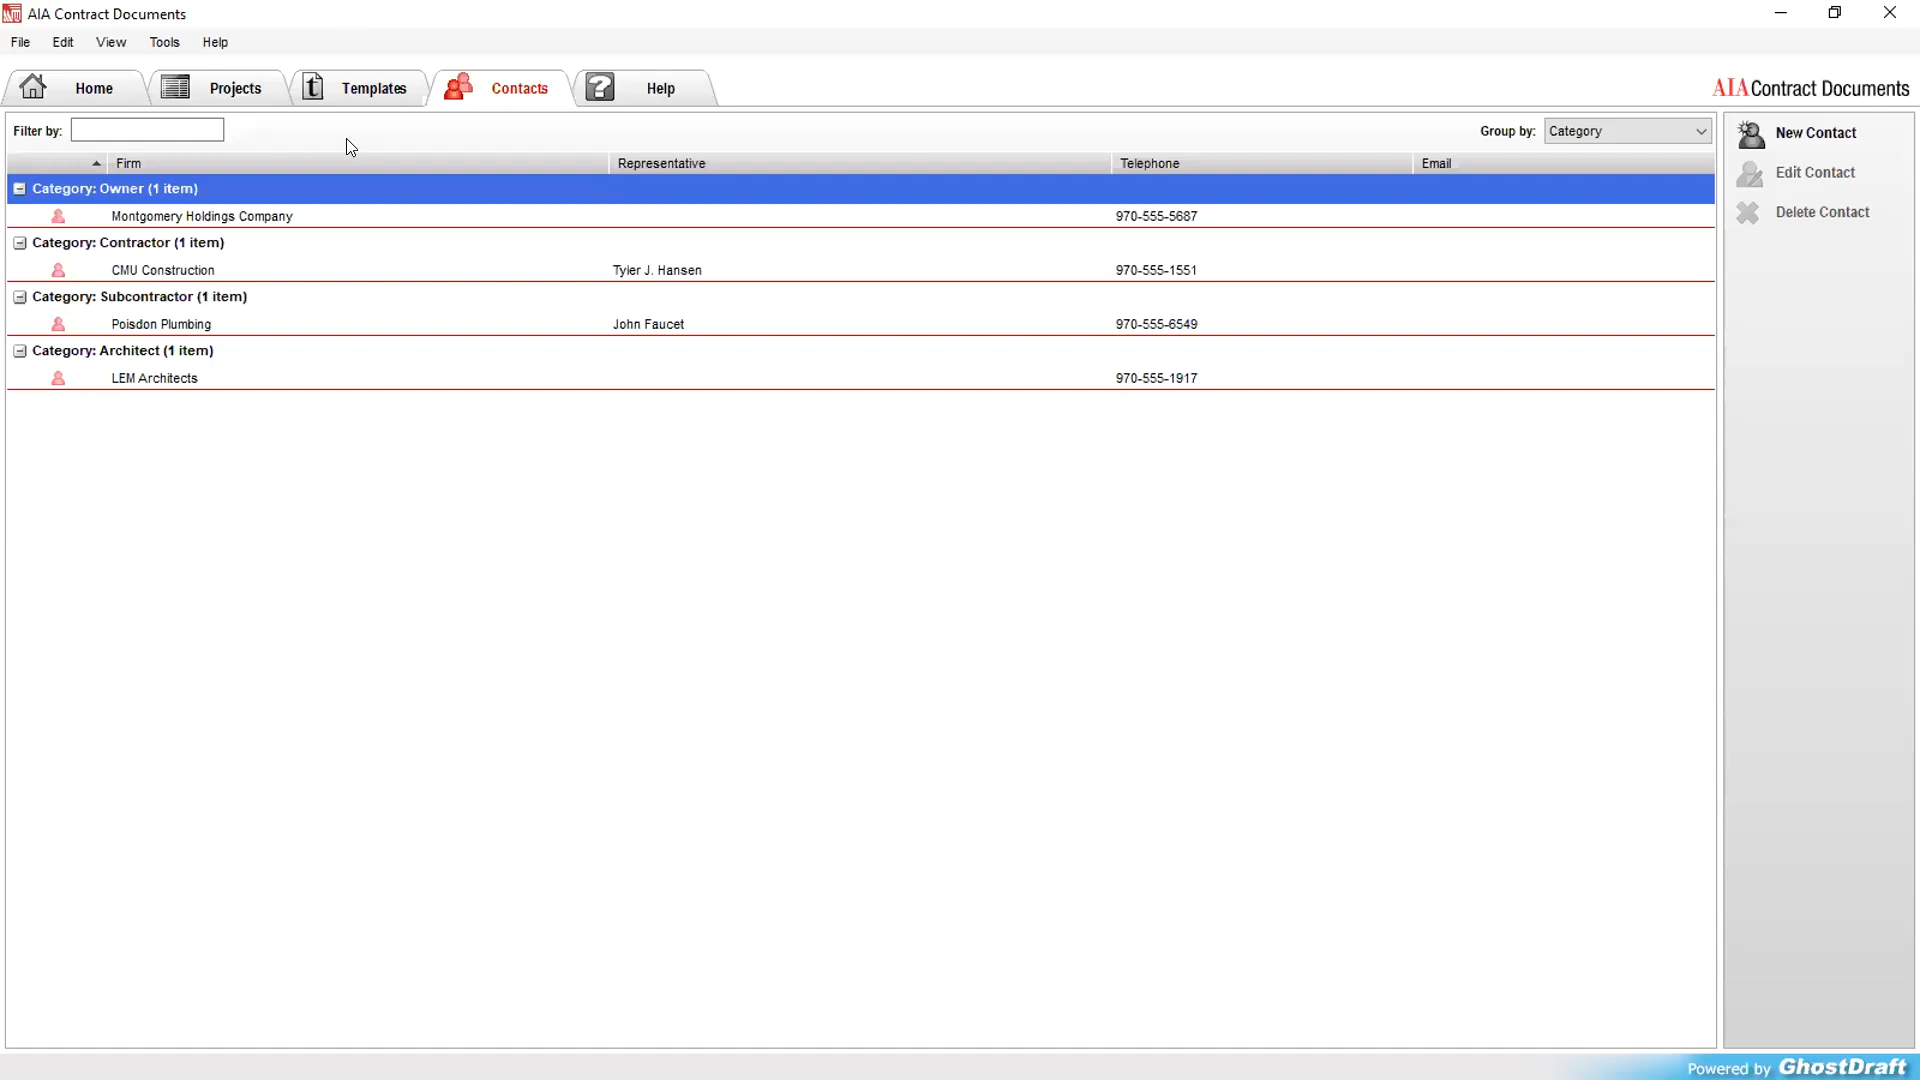 AIA Contract Documents
File Edit View Tools Help
Home Projects Templates Contacts Help
AIA Contract Documents
Filter by: Group by: Category
Firm Representative Telephone Email
Category: Owner (1 item)
Montgomery Holdings Company 970-555-5687
Category: Contractor (1 item)
CMU Construction Tyler J. Hansen 970-555-1551
Category: Subcontractor (1 item)
Poisdon Plumbing John Faucet 970-555-6549
Category: Architect (1 item)
LEM Architects 970-555-1917
New Contact
Edit Contact
Delete Contact
Powered by GhostDraft